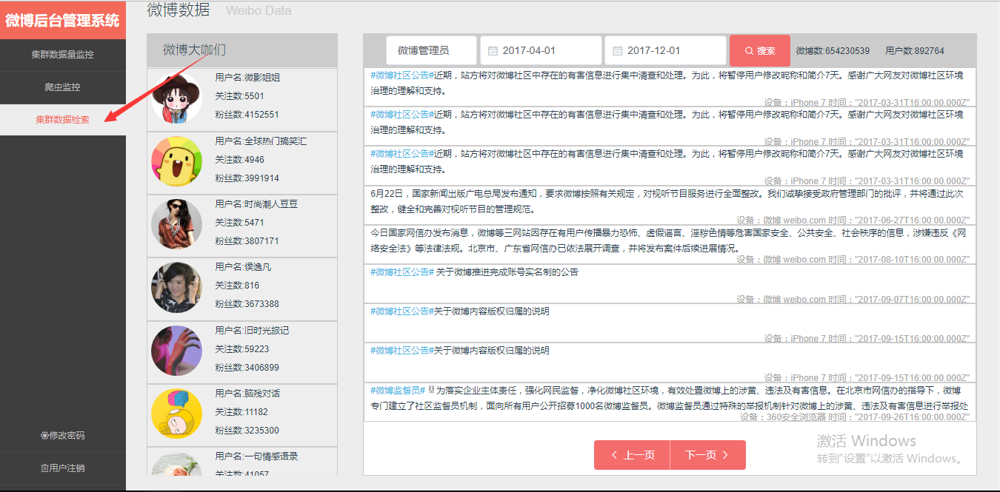 微博后台管理系统
集群数据量监控
爬虫监控
集群数据检索
修改密码
用户注销
微博数据 Weibo Data
微博大咖们
用户名:微影姐姐
关注数:5501
粉丝数:4152551
用户名:全球热门搞笑汇
关注数:4946
粉丝数:3991914
用户名:时尚潮人豆豆
关注数:5471
粉丝数:3807171
用户名:侯逸凡
关注数:816
粉丝数:3673388
用户名:旧时光旅记
关注数:59223
粉丝数:3406899
用户名:脑残对话
关注数:11182
粉丝数:3235300
用户名:一句情感语录
关注数:41057
微博管理员 2017-04-01 2017-12-01 搜索 微博数:654230539 用户数:892764
#微博社区公告#近期，站方将对微博社区中存在的有害信息进行集中清查和处理。为此，将暂停用户修改昵称和简介7天。感谢广大网友对微博社区环境
治理的理解和支持。
设备：iPhone 7 时间："2017-03-31T16:00:00.000Z"
#微博社区公告#近期，站方将对微博社区中存在的有害信息进行集中清查和处理。为此，将暂停用户修改昵称和简介7天。感谢广大网友对微博社区环境
治理的理解和支持。
设备：iPhone 7 时间："2017-03-31T16:00:00.000Z"
#微博社区公告#近期，站方将对微博社区中存在的有害信息进行集中清查和处理。为此，将暂停用户修改昵称和简介7天。感谢广大网友对微博社区环境
治理的理解和支持。
设备：iPhone 7 时间："2017-03-31T16:00:00.000Z"
6月22日，国家新闻出版广电总局发布通知，要求微博按照有关规定，对视听节目服务进行全面整改。我们诚挚接受政府管理部门的批评，并将通过此次
整改，健全和完善对视听节目的管理规范。
设备：微博 weibo.com 时间："2017-06-27T16:00:00.000Z"
今日国家网信办发布消息，微博等三网站因存在有用户传播暴力恐怖、虚假谣言、淫秽色情等危害国家安全、公共安全、社会秩序的信息，涉嫌违反《网
络安全法》等法律法规。北京市、广东省网信办已依法展开调查，并将发布案件后续进展情况。
设备：微博 weibo.com 时间："2017-08-10T16:00:00.000Z"
#微博社区公告# 关于微博推进完成账号实名制的公告
设备：微博 weibo.com 时间："2017-09-07T16:00:00.000Z"
#微博社区公告#关于微博内容版权归属的说明
设备：iPhone 7 时间："2017-09-15T16:00:00.000Z"
#微博社区公告#关于微博内容版权归属的说明
设备：iPhone 7 时间："2017-09-15T16:00:00.000Z"
#微博监督员# 为落实企业主体责任，强化网民监督，净化微博社区环境，有效处置微博上的涉黄、违法及有害信息。在北京市网信办的指导下，微博
专门建立了社区监督员机制，面向所有用户公开招募1000名微博监督员。微博监督员通过特殊的举报机制针对微博上的涉黄、违法及有害信息进行举报处
设备：360安全浏览器 时间："2017-09-26T16:00:00.000Z"
上一页 下一页
激活 Windows
转到"设置"以激活 Windows。